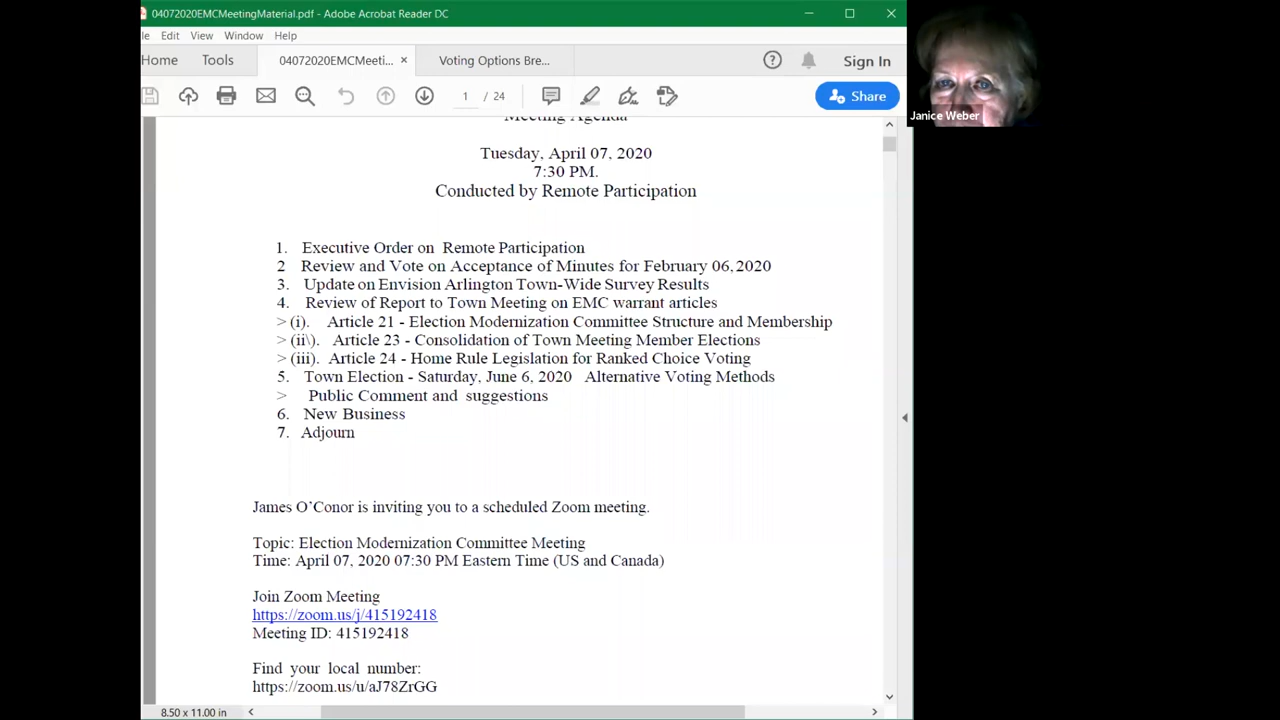 04072020EMCMeetingMaterial.pdf - Adobe Acrobat Reader DC
le Edit View Window Help
Home Tools 04072020EMCMeeti... × Voting Options Bre... Sign In
1 / 24 Share
Meeting Agenda
Tuesday, April 07, 2020
7:30 PM.
Conducted by Remote Participation
1. Executive Order on Remote Participation
2 Review and Vote on Acceptance of Minutes for February 06, 2020
3. Update on Envision Arlington Town-Wide Survey Results
4. Review of Report to Town Meeting on EMC warrant articles
> (i). Article 21 - Election Modernization Committee Structure and Membership
> (ii\). Article 23 - Consolidation of Town Meeting Member Elections
> (iii). Article 24 - Home Rule Legislation for Ranked Choice Voting
5. Town Election - Saturday, June 6, 2020 Alternative Voting Methods
> Public Comment and suggestions
6. New Business
7. Adjourn
James O'Conor is inviting you to a scheduled Zoom meeting.
Topic: Election Modernization Committee Meeting
Time: April 07, 2020 07:30 PM Eastern Time (US and Canada)
Join Zoom Meeting
https://zoom.us/j/415192418
Meeting ID: 415192418
Find your local number:
https://zoom.us/u/aJ78ZrGG
8.50 x 11.00 in
Janice Weber